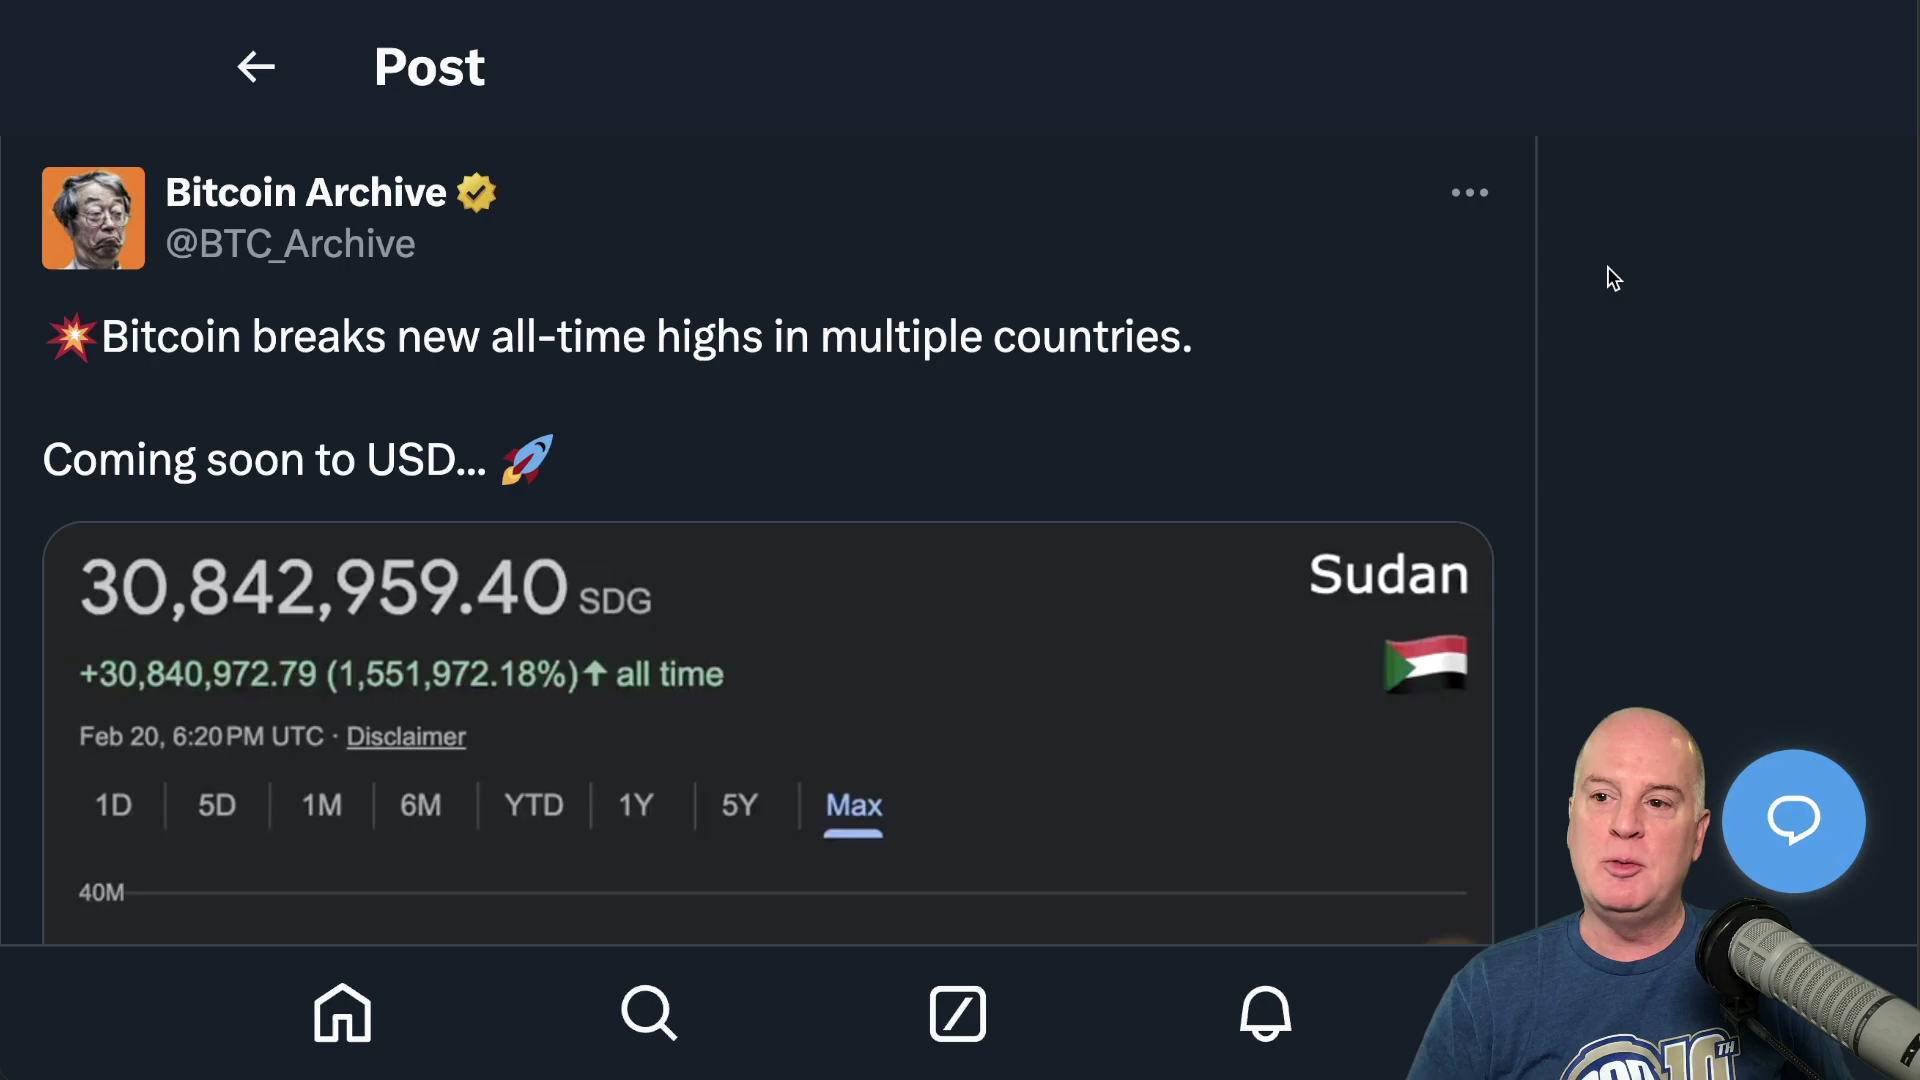 Post
Bitcoin Archive
@BTC_Archive
💥Bitcoin breaks new all-time highs in multiple countries.
Coming soon to USD... 🚀
30,842,959.40 SDG
Sudan
+30,840,972.79 (1,551,972.18%)↑ all time
Feb 20, 6:20 PM UTC · Disclaimer
1D 5D 1M 6M YTD 1Y 5Y Max
40M
10TH